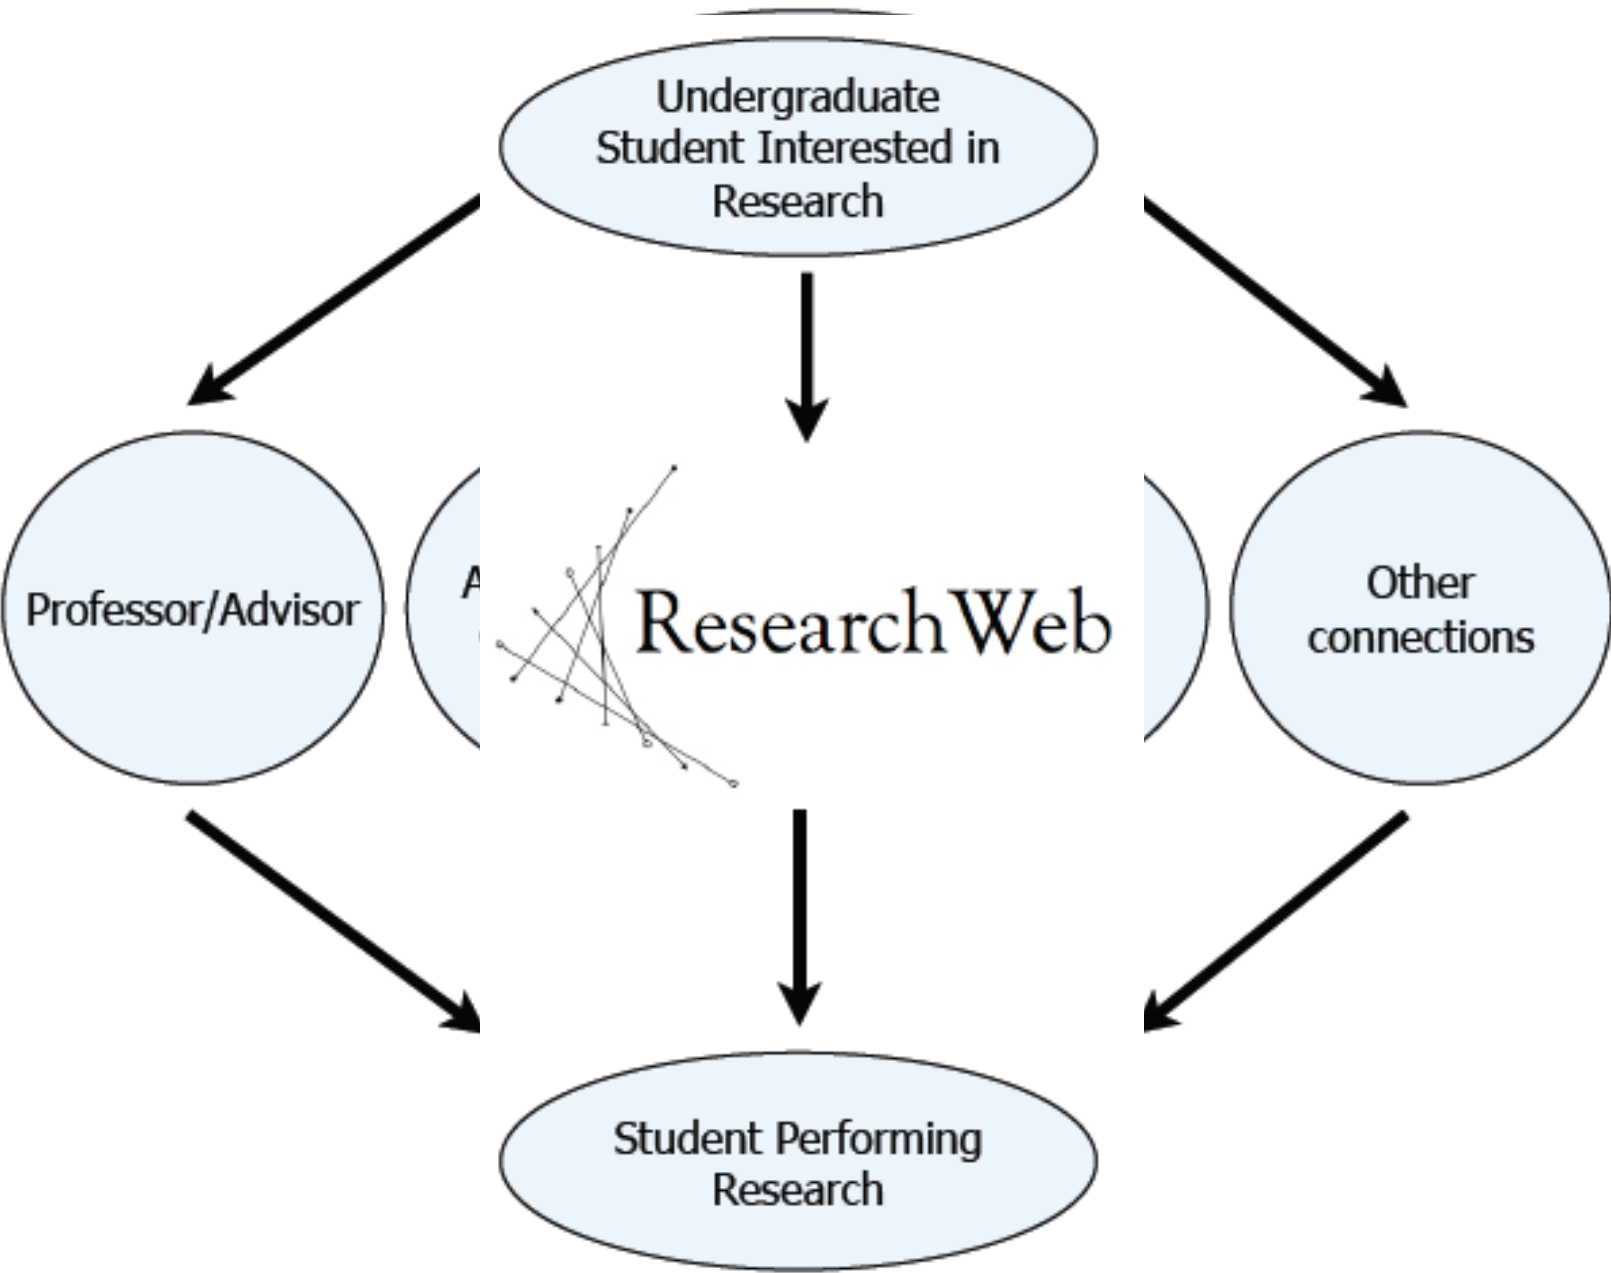 Undergraduate
Student Interested in
Research
Professor/Advisor
ResearchWeb
Other
connections
Student Performing
Research